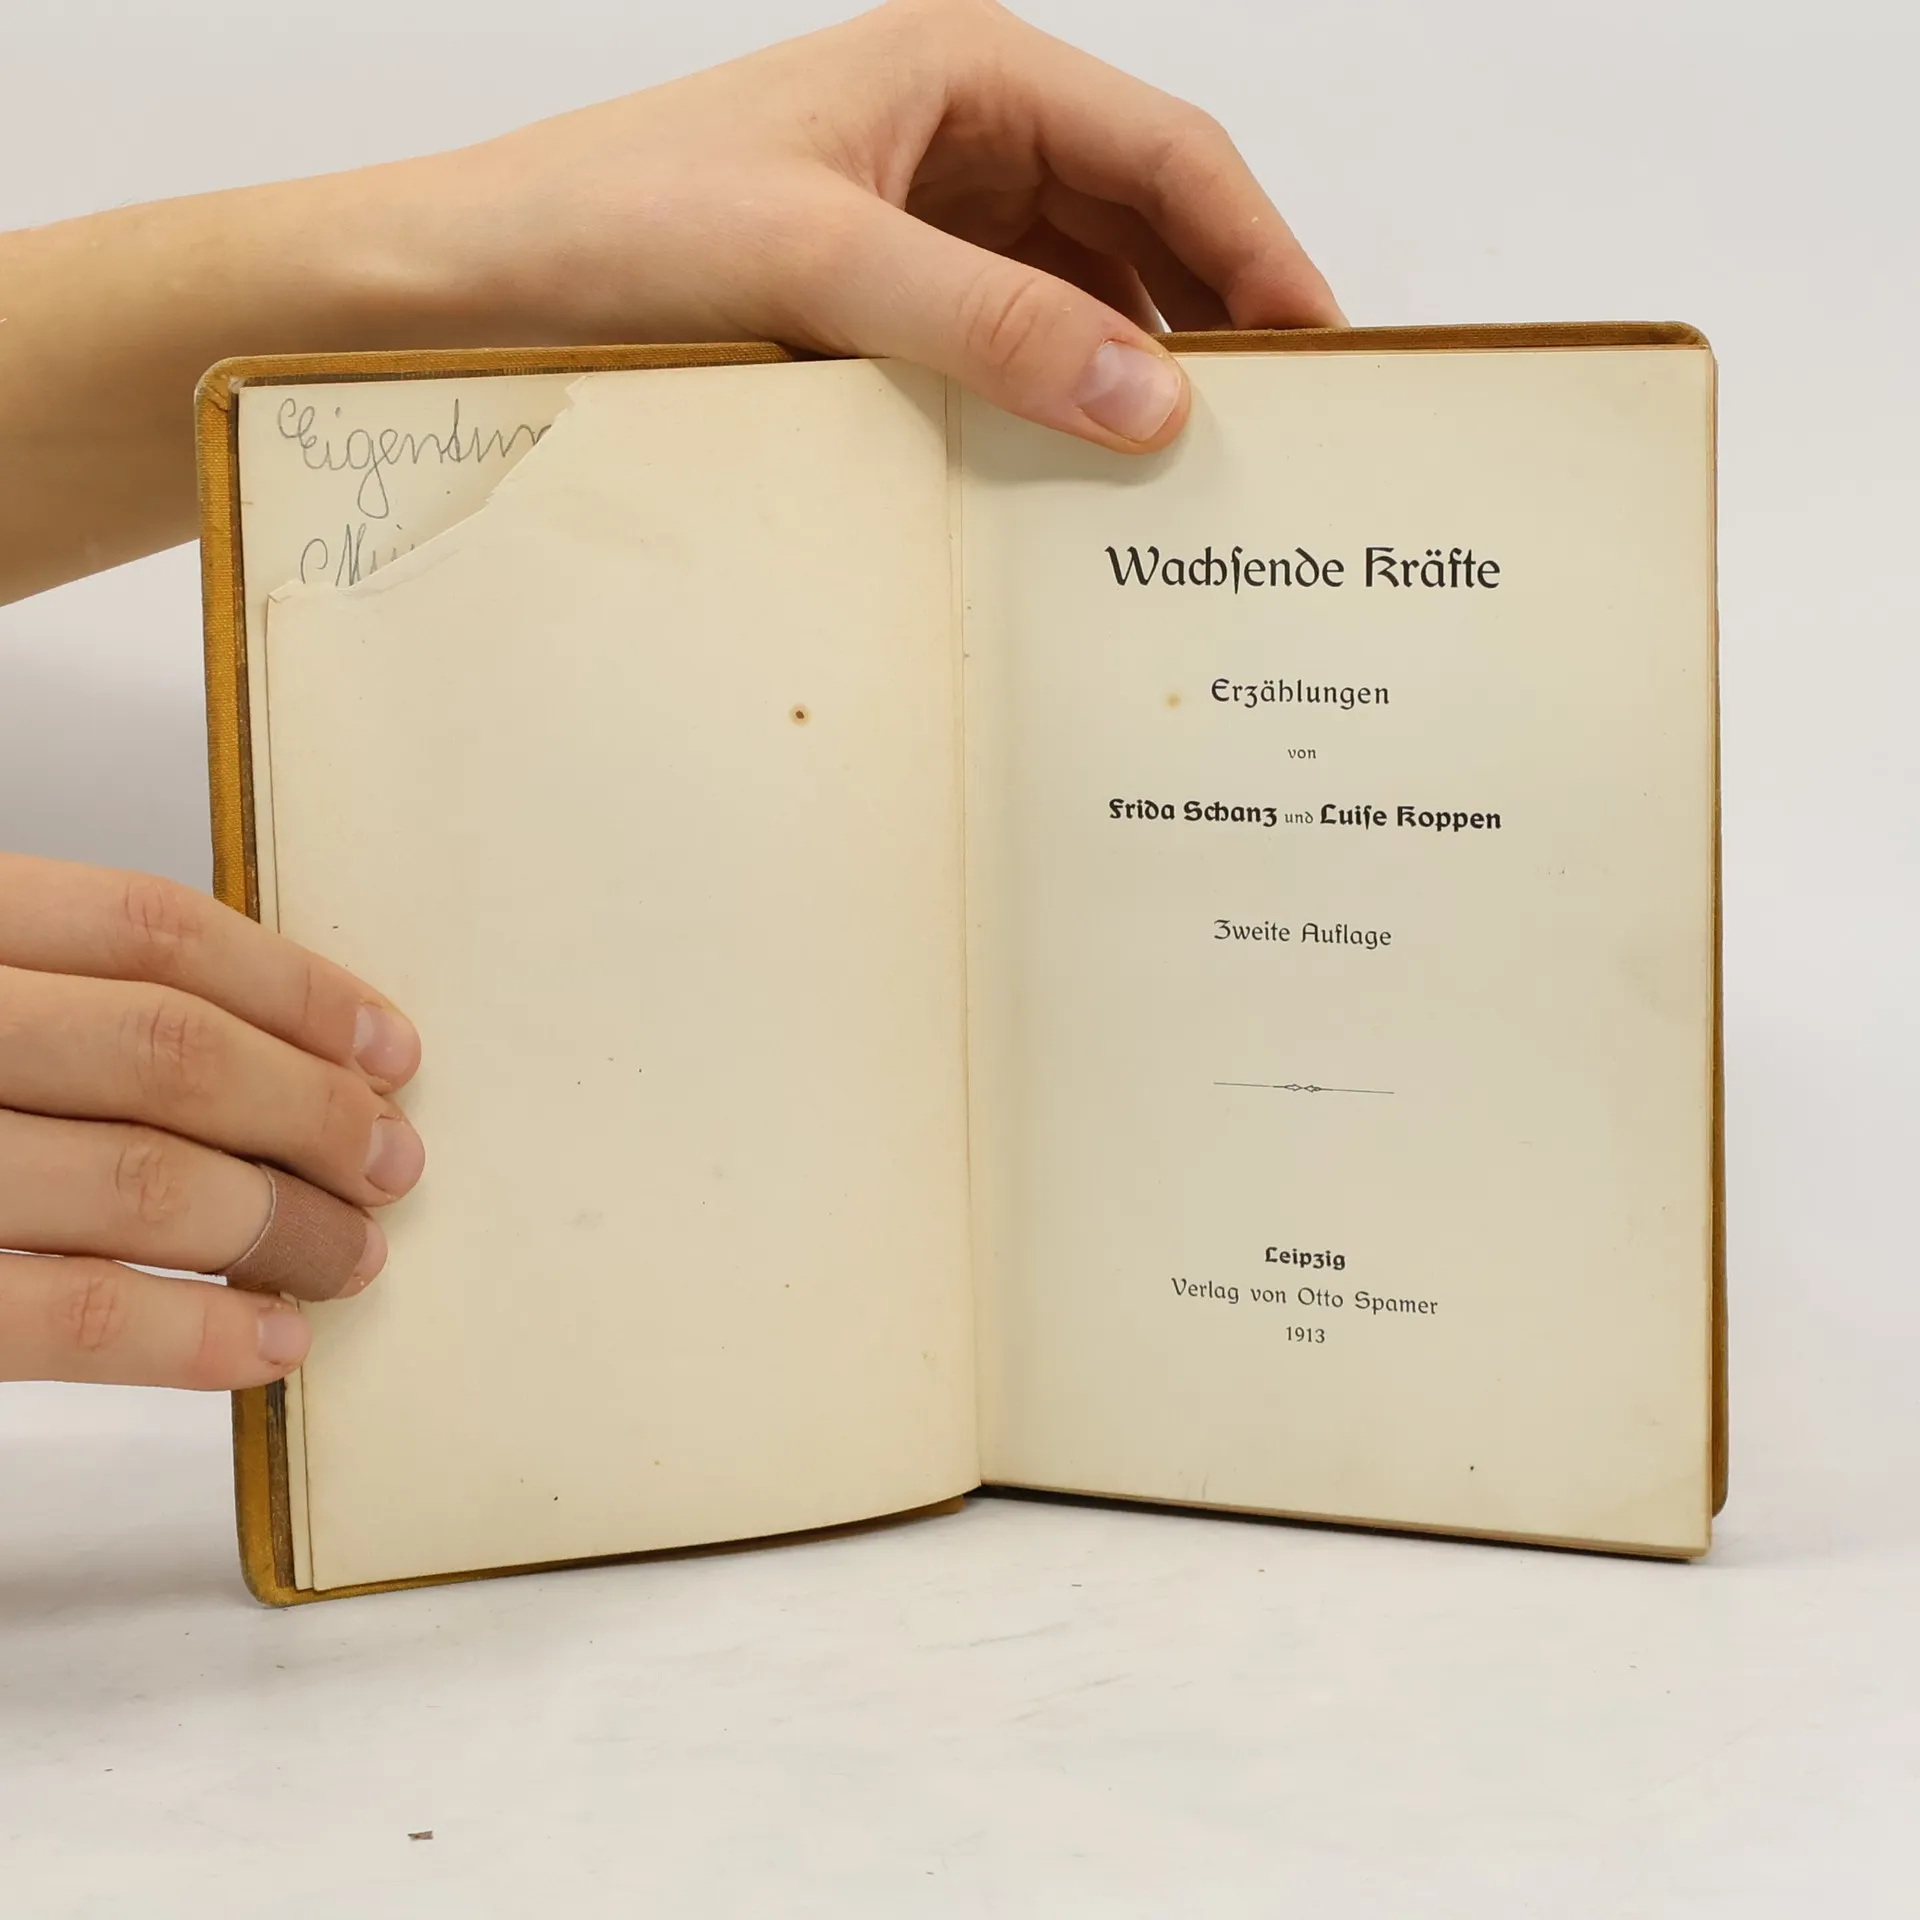 Eigentum
Wachſende Kräfte
Erzählungen
von
Frida Schanz und Luiſe Koppen
Zweite Auflage
Leipzig
Verlag von Otto Spamer
1913